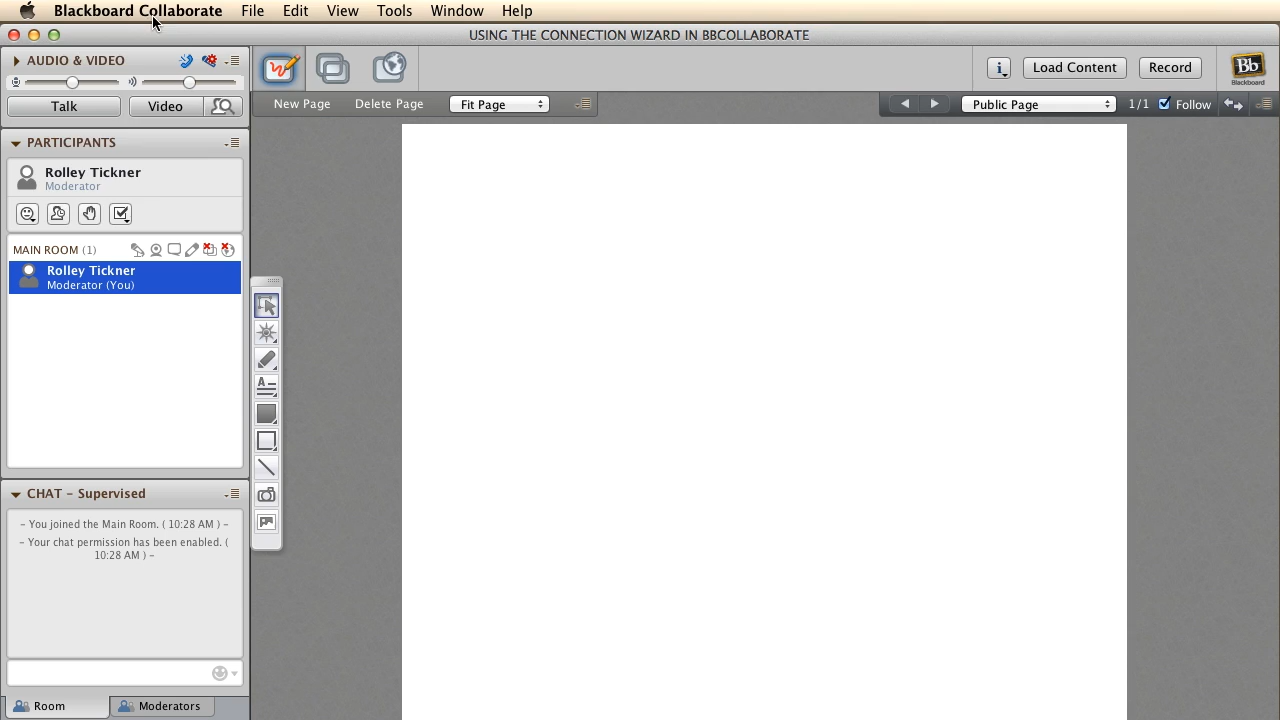 Blackboard Collaborate File Edit View Tools Window Help
USING THE CONNECTION WIZARD IN BBCOLLABORATE
AUDIO & VIDEO
Talk Video
i Load Content Record
Bb
Blackboard
New Page Delete Page Fit Page Public Page 1/1 Follow
PARTICIPANTS
Rolley Tickner
Moderator
MAIN ROOM (1)
Rolley Tickner
Moderator (You)
A
CHAT – Supervised
– You joined the Main Room. ( 10:28 AM ) –
– Your chat permission has been enabled. (
10:28 AM ) –
Room Moderators